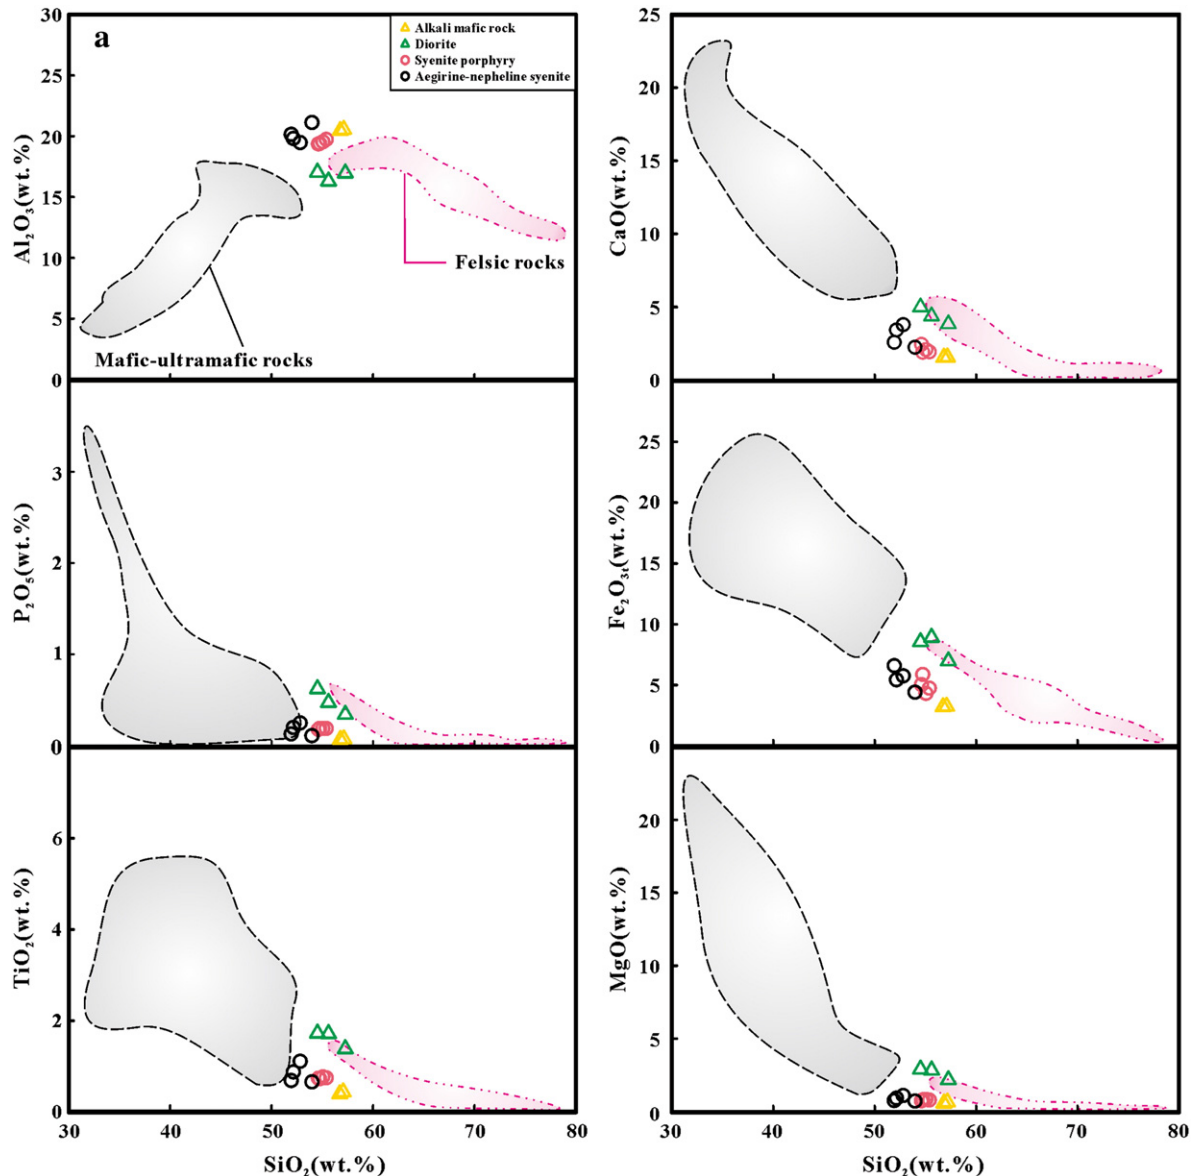 a
Alkali mafic rock
Diorite
Syenite porphyry
Aegirine-nepheline syenite
Al₂O₃(wt.%)
30
25
20
15
10
5
0
Felsic rocks
Mafic-ultramafic rocks
CaO(wt.%)
25
20
15
10
5
0
P₂O₅(wt.%)
3
2
1
0
Fe₂O₃ₜ(wt.%)
30
25
20
15
10
5
0
TiO₂(wt.%)
6
4
2
0
30 40 50 60 70 80
SiO₂(wt.%)
MgO(wt.%)
20
15
10
5
0
30 40 50 60 70 80
SiO₂(wt.%)